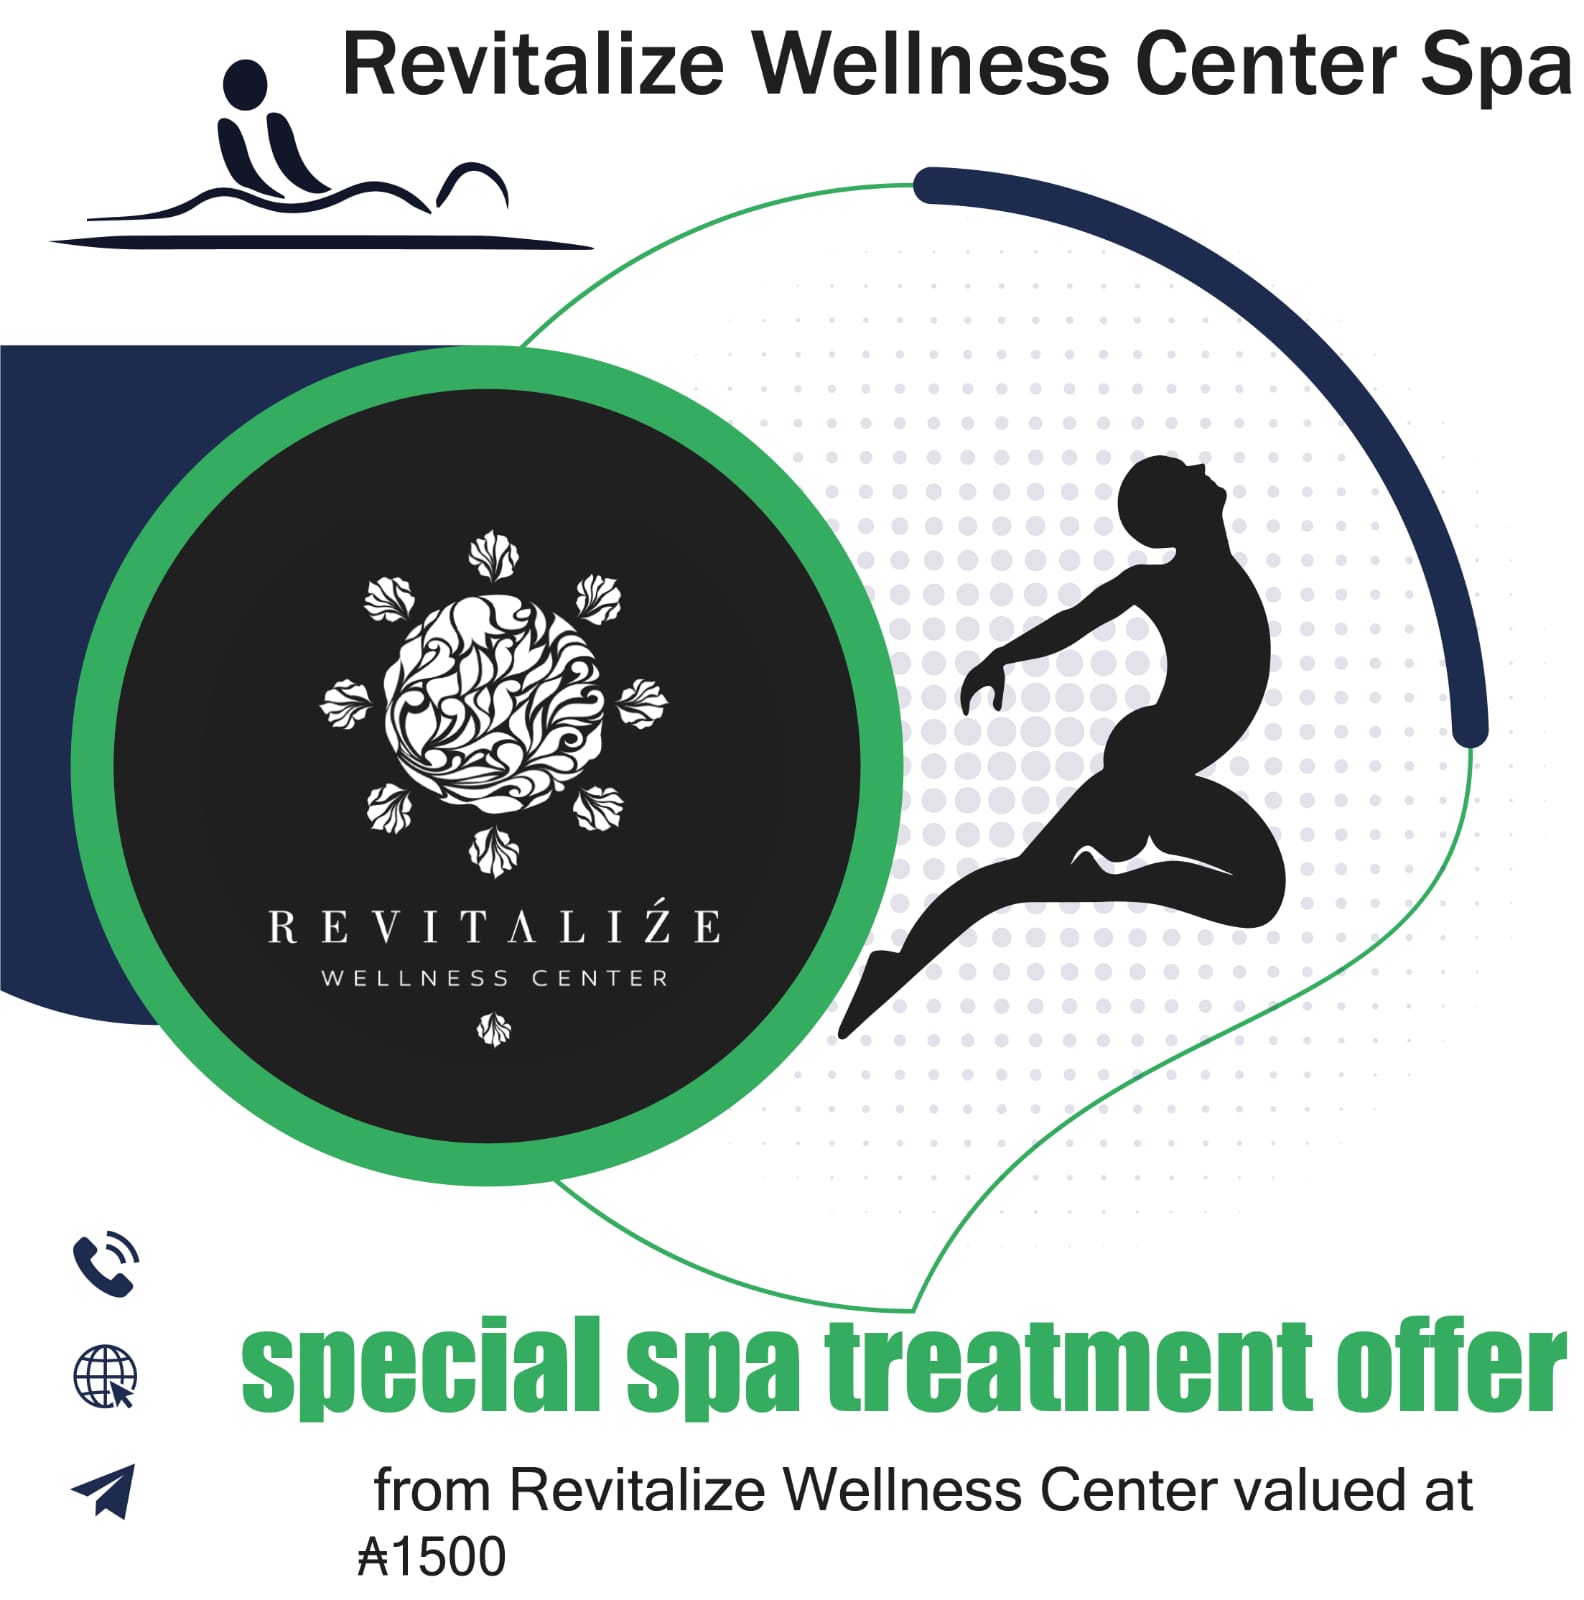 Revitalize Wellness Center Spa
REVITALIŹE
WELLNESS CENTER
special spa treatment offer
from Revitalize Wellness Center valued at
₳1500